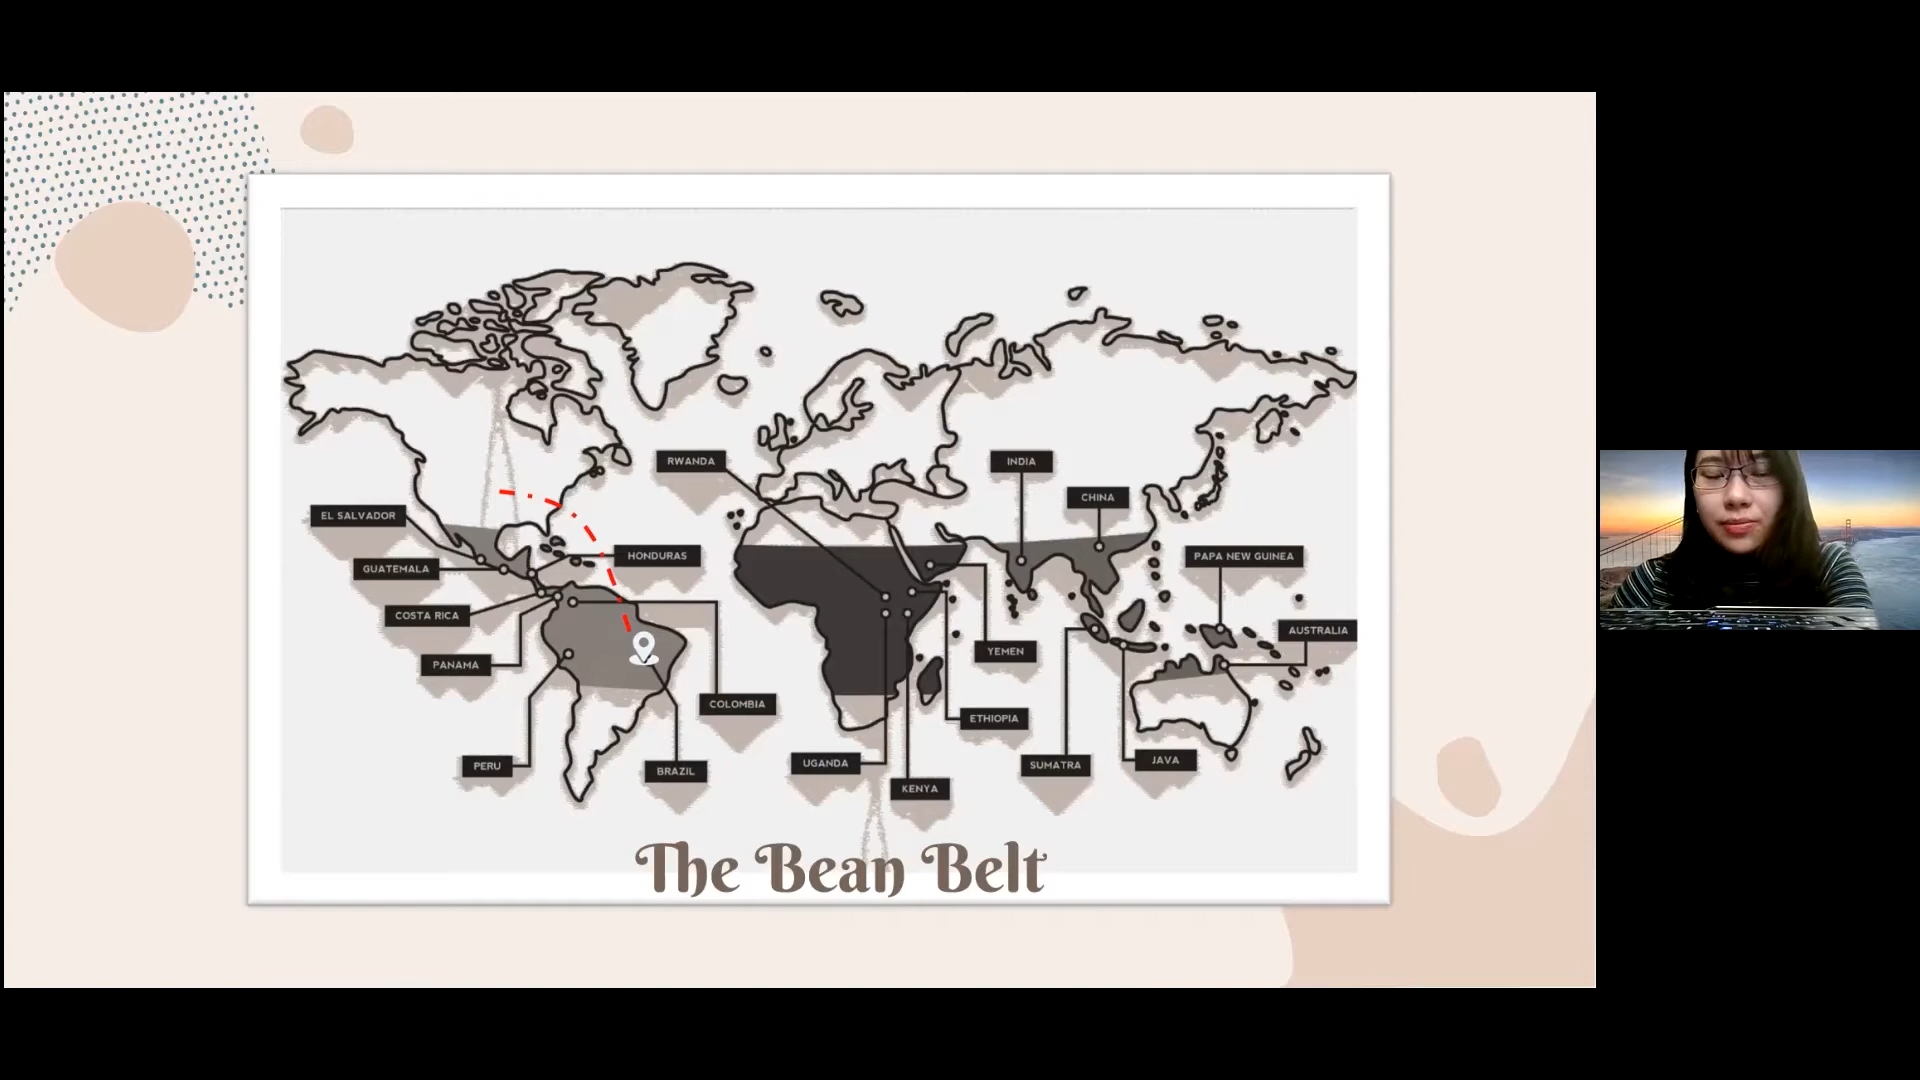 RWANDA
INDIA
CHINA
EL SALVADOR
HONDURAS
PAPA NEW GUINEA
GUATEMALA
COSTA RICA
AUSTRALIA
YEMEN
PANAMA
COLOMBIA
ETHIOPIA
PERU
BRAZIL
UGANDA
SUMATRA
JAVA
KENYA
The Bean Belt